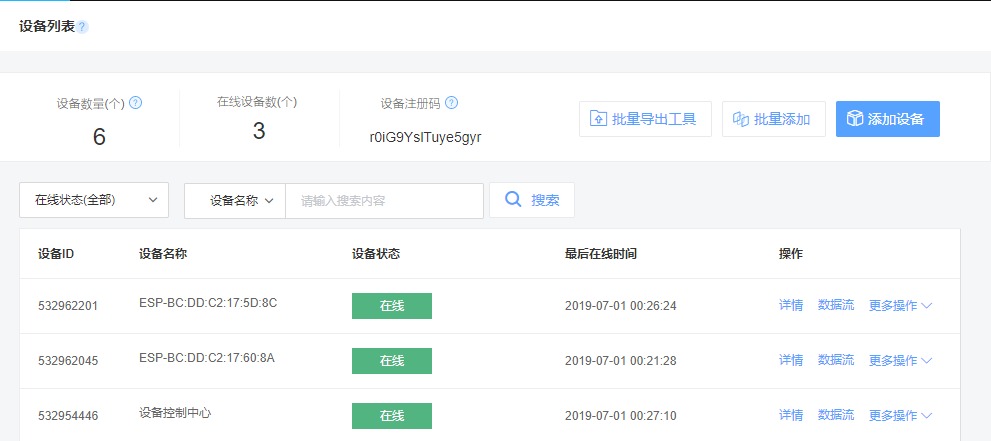 设备列表 ?
设备数量(个) ? 在线设备数(个) 设备注册码 ?
6 3 r0iG9YsITuye5gyr
批量导出工具 批量添加 添加设备
在线状态(全部) 设备名称 请输入搜索内容 搜索
设备ID 设备名称 设备状态 最后在线时间 操作
532962201 ESP-BC:DD:C2:17:5D:8C 在线 2019-07-01 00:26:24 详情 数据流 更多操作
532962045 ESP-BC:DD:C2:17:60:8A 在线 2019-07-01 00:21:28 详情 数据流 更多操作
532954446 设备控制中心 在线 2019-07-01 00:27:10 详情 数据流 更多操作